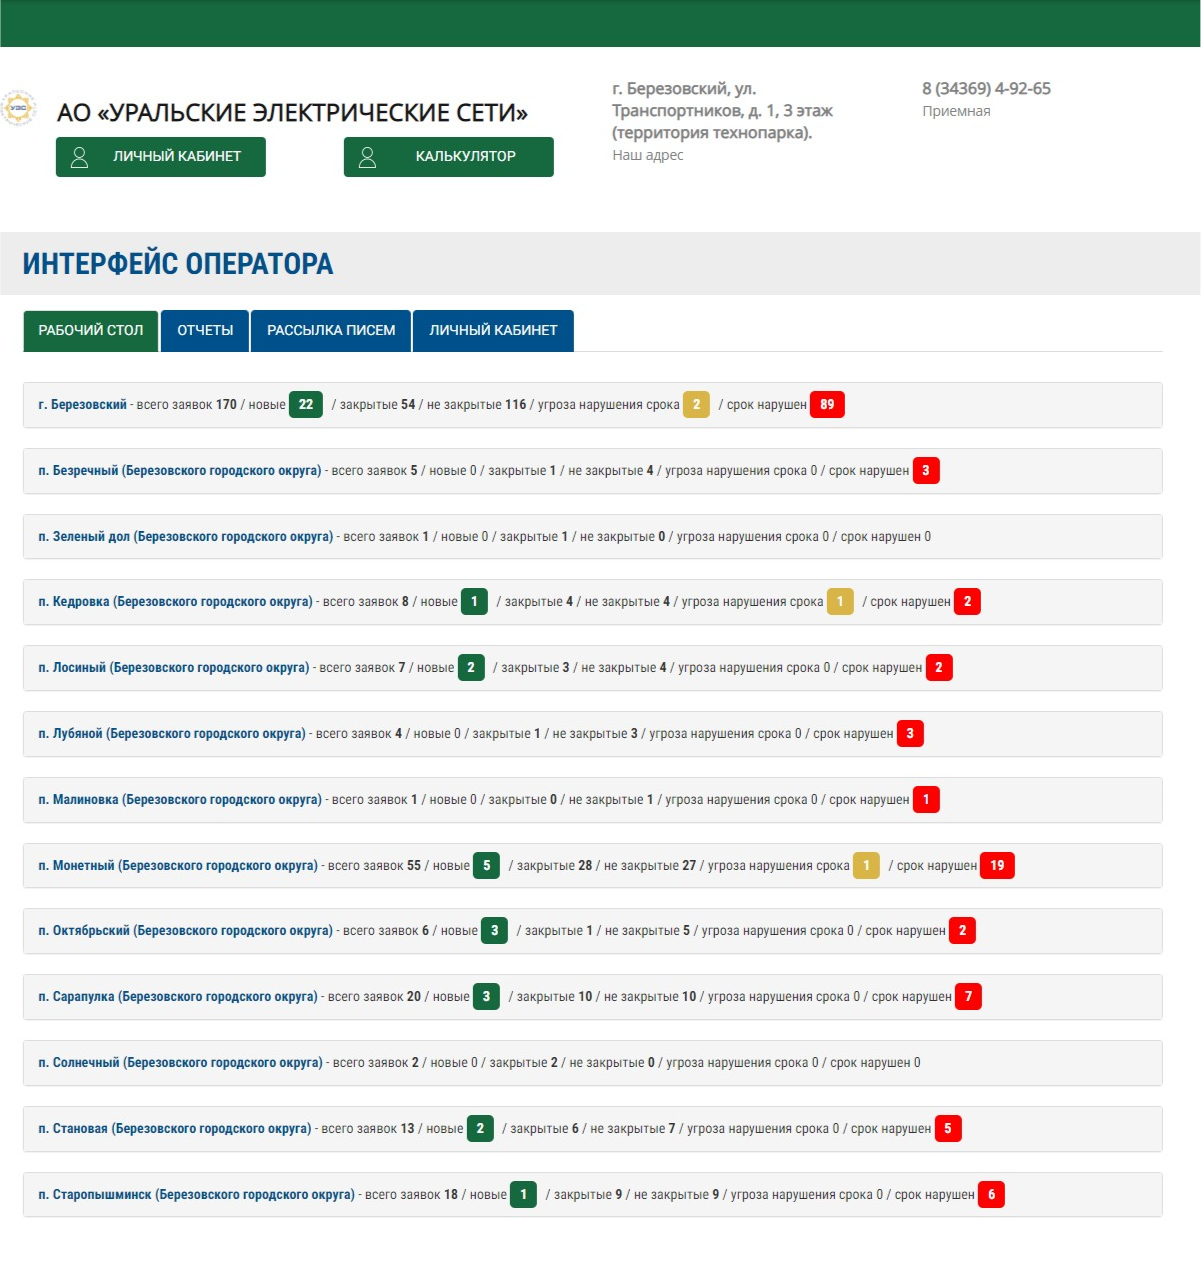 УЭС
АО «УРАЛЬСКИЕ ЭЛЕКТРИЧЕСКИЕ СЕТИ»
ЛИЧНЫЙ КАБИНЕТ
КАЛЬКУЛЯТОР
г. Березовский, ул.
Транспортников, д. 1, 3 этаж
(территория технопарка).
Наш адрес
8 (34369) 4-92-65
Приемная
ИНТЕРФЕЙС ОПЕРАТОРА
РАБОЧИЙ СТОЛ
ОТЧЕТЫ
РАССЫЛКА ПИСЕМ
ЛИЧНЫЙ КАБИНЕТ
г. Березовский - всего заявок 170 / новые 22 / закрытые 54 / не закрытые 116 / угроза нарушения срока 2 / срок нарушен 89
п. Безречный (Березовского городского округа) - всего заявок 5 / новые 0 / закрытые 1 / не закрытые 4 / угроза нарушения срока 0 / срок нарушен 3
п. Зеленый дол (Березовского городского округа) - всего заявок 1 / новые 0 / закрытые 1 / не закрытые 0 / угроза нарушения срока 0 / срок нарушен 0
п. Кедровка (Березовского городского округа) - всего заявок 8 / новые 1 / закрытые 4 / не закрытые 4 / угроза нарушения срока 1 / срок нарушен 2
п. Лосиный (Березовского городского округа) - всего заявок 7 / новые 2 / закрытые 3 / не закрытые 4 / угроза нарушения срока 0 / срок нарушен 2
п. Лубяной (Березовского городского округа) - всего заявок 4 / новые 0 / закрытые 1 / не закрытые 3 / угроза нарушения срока 0 / срок нарушен 3
п. Малиновка (Березовского городского округа) - всего заявок 1 / новые 0 / закрытые 0 / не закрытые 1 / угроза нарушения срока 0 / срок нарушен 1
п. Монетный (Березовского городского округа) - всего заявок 55 / новые 5 / закрытые 28 / не закрытые 27 / угроза нарушения срока 1 / срок нарушен 19
п. Октябрьский (Березовского городского округа) - всего заявок 6 / новые 3 / закрытые 1 / не закрытые 5 / угроза нарушения срока 0 / срок нарушен 2
п. Сарапулка (Березовского городского округа) - всего заявок 20 / новые 3 / закрытые 10 / не закрытые 10 / угроза нарушения срока 0 / срок нарушен 7
п. Солнечный (Березовского городского округа) - всего заявок 2 / новые 0 / закрытые 2 / не закрытые 0 / угроза нарушения срока 0 / срок нарушен 0
п. Становая (Березовского городского округа) - всего заявок 13 / новые 2 / закрытые 6 / не закрытые 7 / угроза нарушения срока 0 / срок нарушен 5
п. Старопышминск (Березовского городского округа) - всего заявок 18 / новые 1 / закрытые 9 / не закрытые 9 / угроза нарушения срока 0 / срок нарушен 6